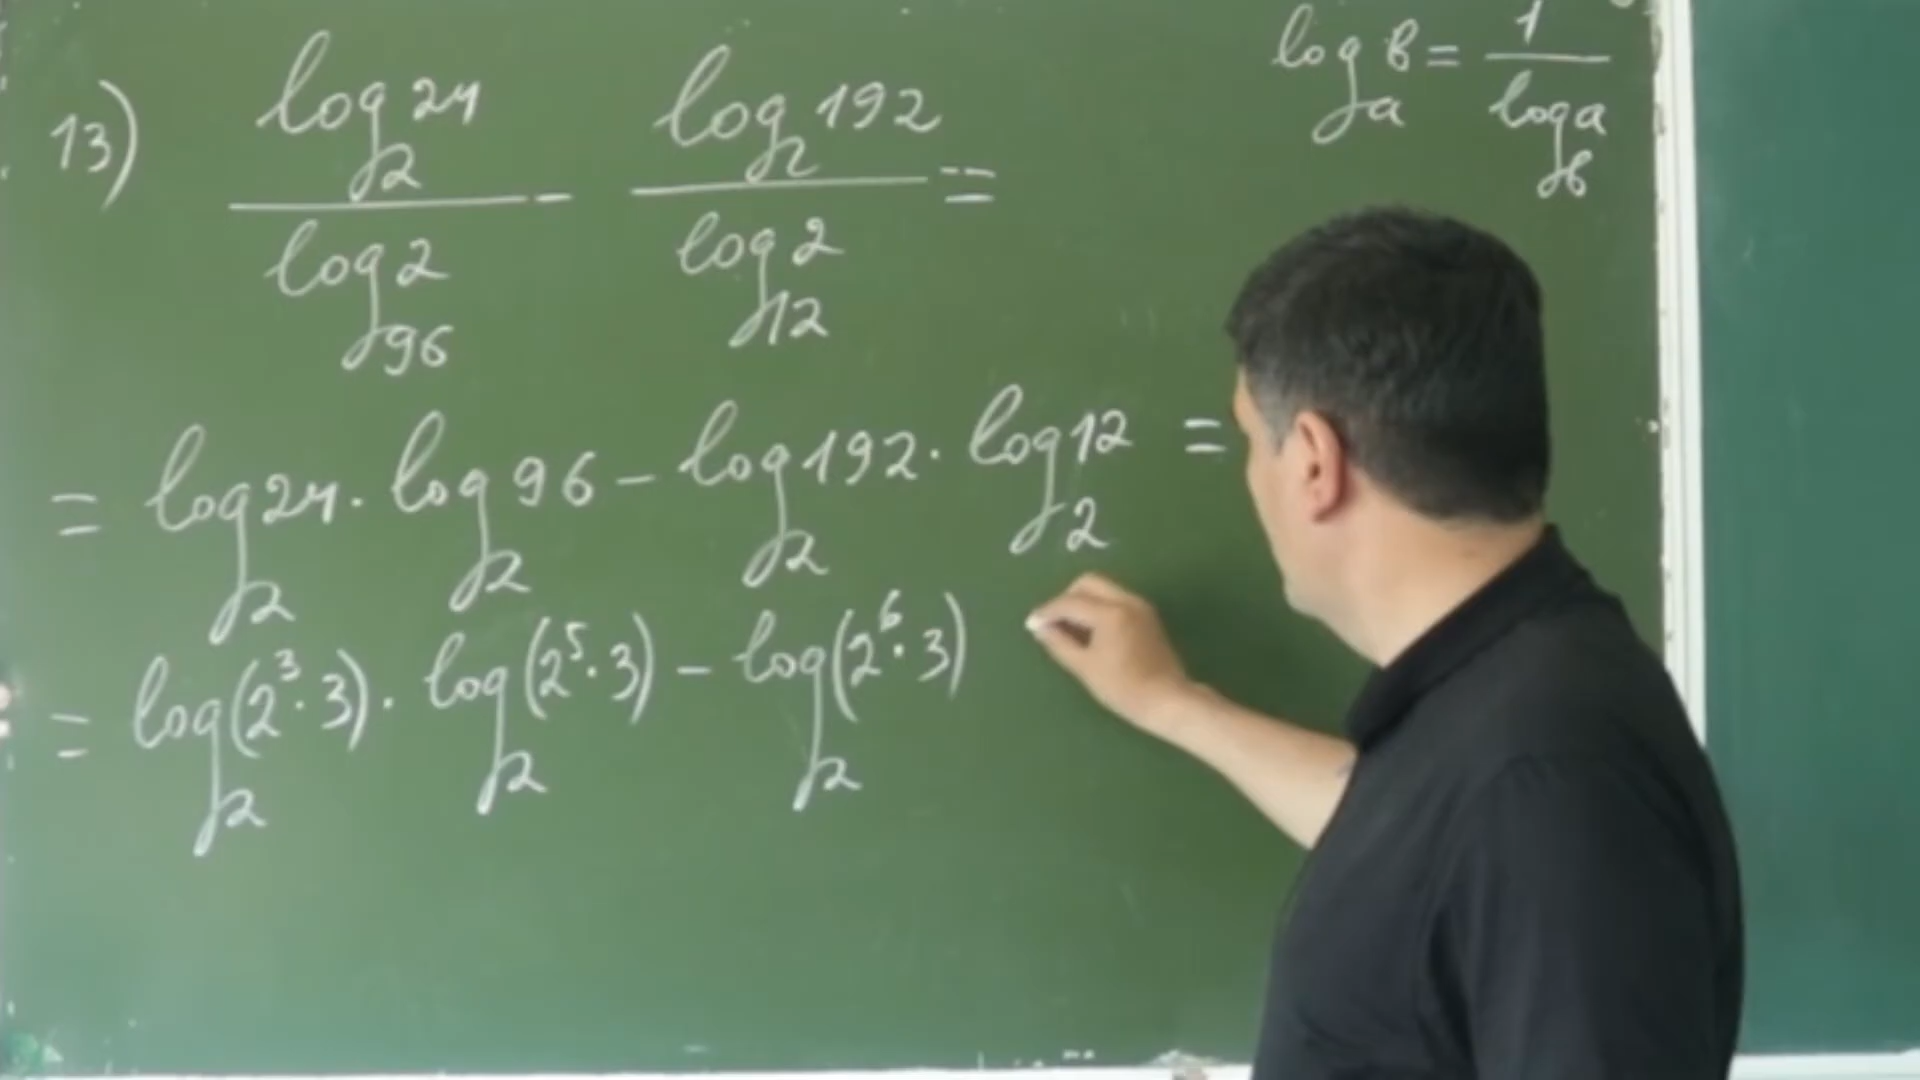 13) log₂24 / log₉₆2 - log₂192 / log₁₂2 =
logₐb = 1 / log_b a
= log₂24 · log₂96 - log₂192 · log₂12 =
= log₂(2³ · 3) · log₂(2⁵ · 3) - log₂(2⁶ · 3)